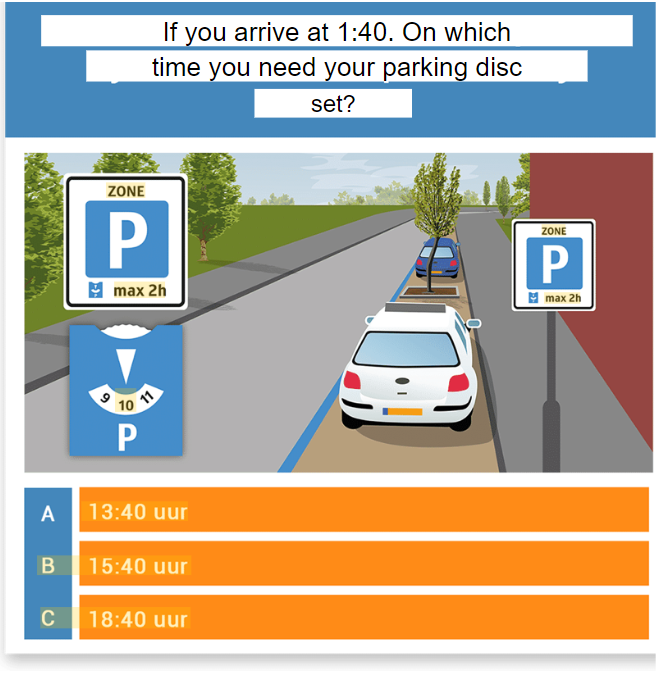 If you arrive at 1:40. On which
time you need your parking disc
set?
ZONE
P
max 2h
ZONE
P
max 2h
9 10 11
P
A 13:40 uur
B 15:40 uur
C 18:40 uur